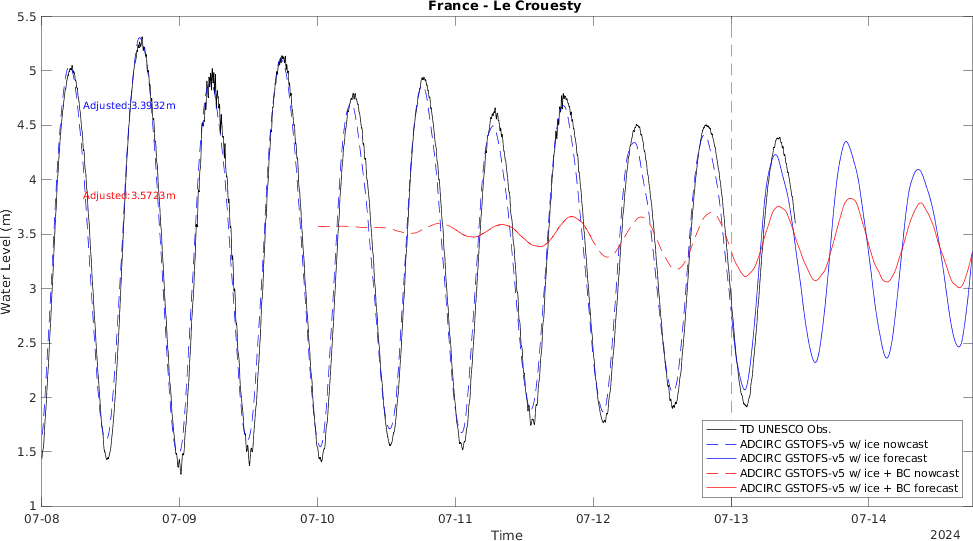 France - Le Crouesty
Water Level (m)
5.5
5
4.5
4
3.5
3
2.5
2
1.5
1
Adjusted:3.3932m
Adjusted:3.5723m
TD UNESCO Obs.
ADCIRC GSTOFS-v5 w/ ice nowcast
ADCIRC GSTOFS-v5 w/ ice forecast
ADCIRC GSTOFS-v5 w/ ice + BC nowcast
ADCIRC GSTOFS-v5 w/ ice + BC forecast
07-08 07-09 07-10 07-11 07-12 07-13 07-14
Time
2024